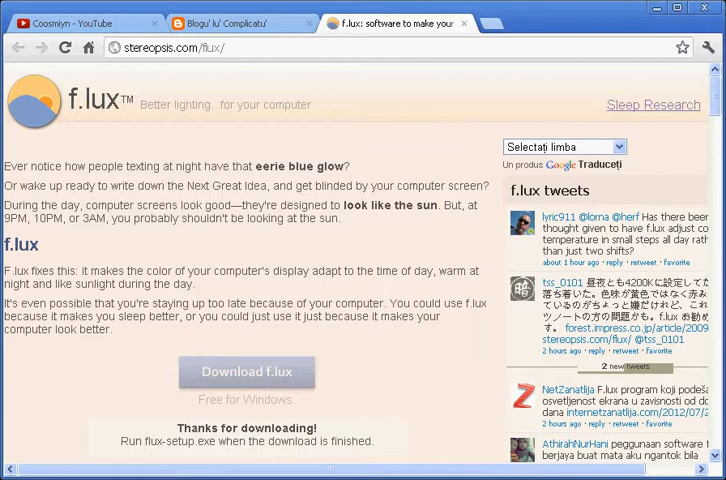 Coosmiyn - YouTube
Blogu' lu' Complicatu'
f.lux: software to make your
stereopsis.com/flux/
f.lux™ Better lighting...for your computer
Sleep Research
Selectați limba
Un produs Google Traduceți
Ever notice how people texting at night have that eerie blue glow?
Or wake up ready to write down the Next Great Idea, and get blinded by your computer screen?
During the day, computer screens look good—they're designed to look like the sun. But, at
9PM, 10PM, or 3AM, you probably shouldn't be looking at the sun.
f.lux
F.lux fixes this: it makes the color of your computer's display adapt to the time of day, warm at
night and like sunlight during the day.
It's even possible that you're staying up too late because of your computer. You could use f.lux
because it makes you sleep better, or you could just use it just because it makes your
computer look better.
Download f.lux
Free for Windows.
Thanks for downloading!
Run flux-setup.exe when the download is finished.
f.lux tweets
lyric911 @lorna @herf Has there been
thought given to have f.lux adjust co
temperature in small steps all day rath
than just two shifts?
about 1 hour ago · reply · retweet · favorite
tss_0101 昼夜とも4200Kに設定して
落ち着いた。色味が黄色ではなく赤み
ているのがちょっと嫌だけれど、これ
ツノートの方の問題かも。f.lux お勧め
す。 forest.impress.co.jp/article/2009
stereopsis.com/flux/ @tss_0101
2 hours ago · reply · retweet · favorite
2 new tweets
NetZanatlija F.lux program koji podeša
osvetljenost ekrana u zavisnosti od do
dana internetzanatlija.com/2012/07/2
2 hours ago · reply · retweet · favorite
AthirahNurHani peggunaan software f
berjaya buat mata aku ngantok bila